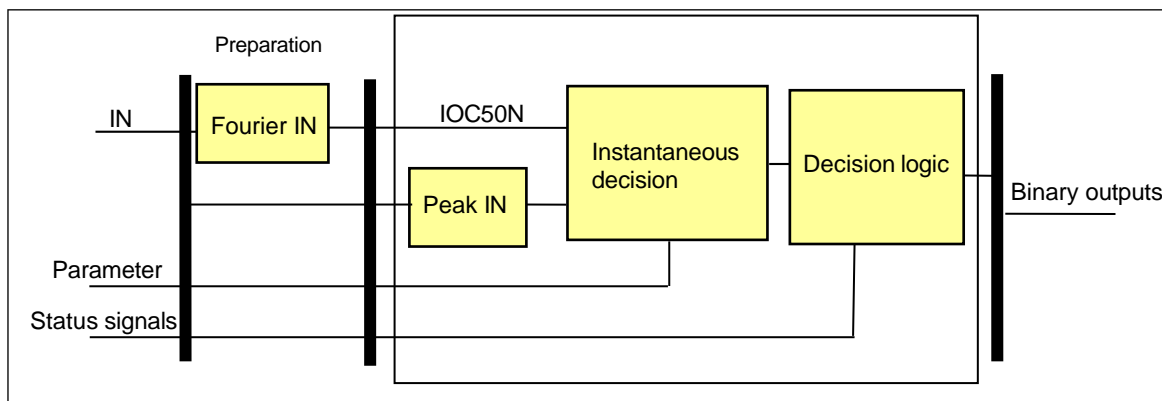 Preparation
IN
Fourier IN
IOC50N
Instantaneous
decision
Decision logic
Peak IN
Binary outputs
Parameter
Status signals